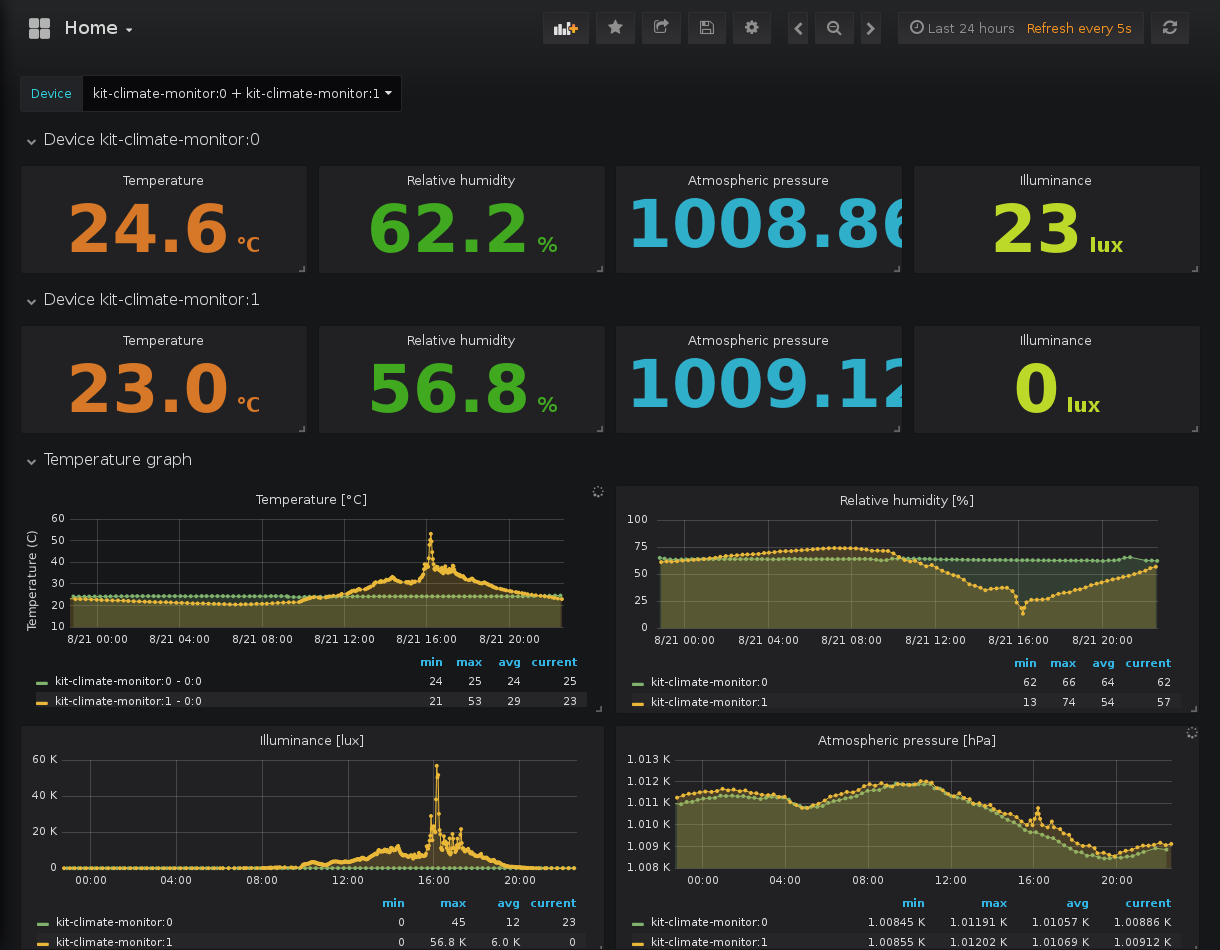 Home
Last 24 hours Refresh every 5s
Device kit-climate-monitor:0 + kit-climate-monitor:1
Device kit-climate-monitor:0
Temperature Relative humidity Atmospheric pressure Illuminance
24.6 °C 62.2 % 1008.86 23 lux
Device kit-climate-monitor:1
Temperature Relative humidity Atmospheric pressure Illuminance
23.0 °C 56.8 % 1009.12 0 lux
Temperature graph
Temperature [°C]
Temperature (C)
60
50
40
30
20
10
8/21 00:00 8/21 04:00 8/21 08:00 8/21 12:00 8/21 16:00 8/21 20:00
min max avg current
kit-climate-monitor:0 - 0:0 24 25 24 25
kit-climate-monitor:1 - 0:0 21 53 29 23
Relative humidity [%]
100
75
50
25
0
8/21 00:00 8/21 04:00 8/21 08:00 8/21 12:00 8/21 16:00 8/21 20:00
min max avg current
kit-climate-monitor:0 62 66 64 62
kit-climate-monitor:1 13 74 54 57
Illuminance [lux]
60 K
40 K
20 K
0
00:00 04:00 08:00 12:00 16:00 20:00
min max avg current
kit-climate-monitor:0 0 45 12 23
kit-climate-monitor:1 0 56.8 K 6.0 K 0
Atmospheric pressure [hPa]
1.013 K
1.012 K
1.011 K
1.010 K
1.009 K
1.008 K
00:00 04:00 08:00 12:00 16:00 20:00
min max avg current
kit-climate-monitor:0 1.00845 K 1.01191 K 1.01057 K 1.00886 K
kit-climate-monitor:1 1.00855 K 1.01202 K 1.01069 K 1.00912 K